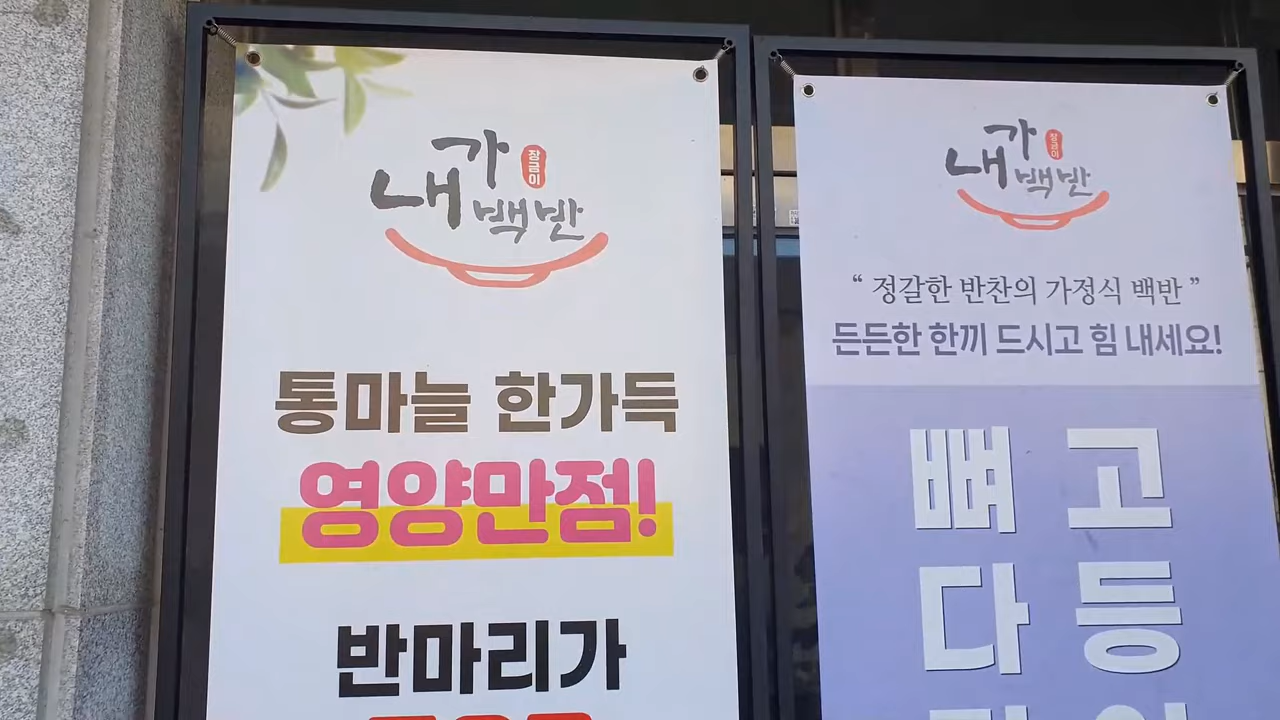 내가
장금이
백반
통마늘 한가득
영양만점!
반마리가
내가
장금이
백반
“ 정갈한 반찬의 가정식 백반 ”
든든한 한끼 드시고 힘 내세요!
고등
뼈다